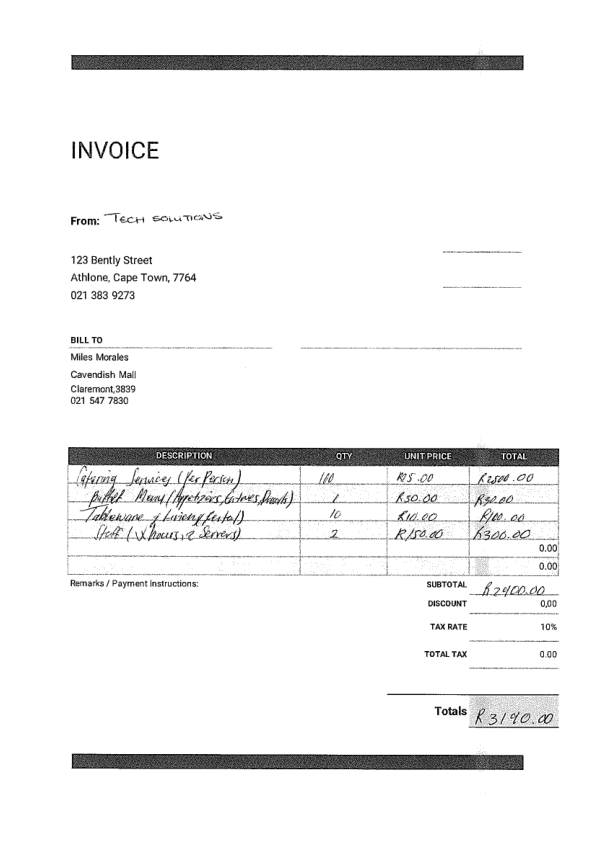 INVOICE
From: TECH SOLUTIONS
123 Bently Street
Athlone, Cape Town, 7764
021 383 9273
BILL TO
Miles Morales
Cavendish Mall
Claremont,3839
021 547 7830
DESCRIPTION QTY UNIT PRICE TOTAL
Catering Services (Per Person) 100 R25.00 R2500.00
Buffet Menu (Appetizers, Entrees, 1 R50.00
Tableware & Linens Rental) 10 R10.00 R100.00
Staff ( hours, 2 Servers) 2 R150.00 R300.00
0.00
0.00
Remarks / Payment Instructions: SUBTOTAL R2900.00
DISCOUNT 0,00
TAX RATE 10%
TOTAL TAX 0.00
Totals R3190.00